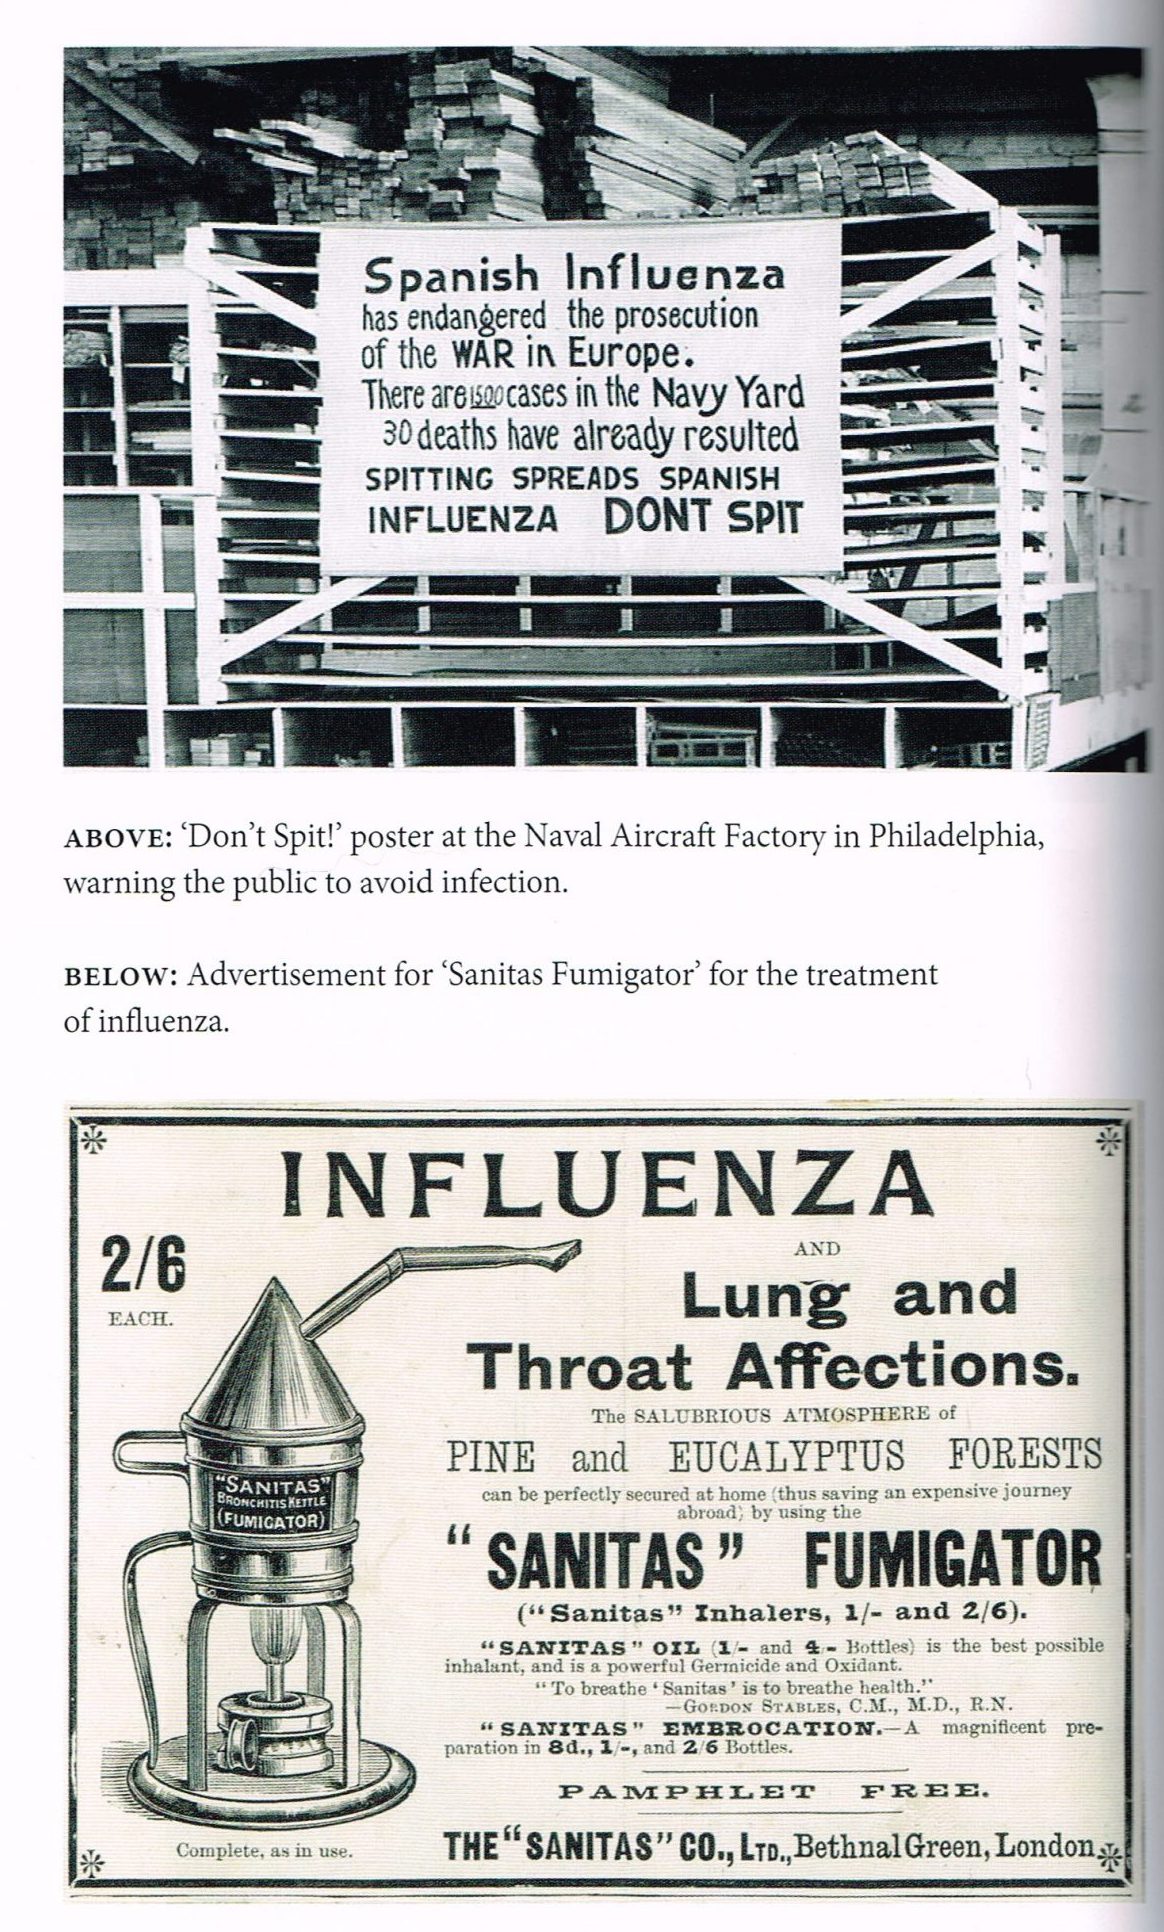 Spanish Influenza
has endangered the prosecution
of the WAR in Europe.
There are 1500 cases in the Navy Yard
30 deaths have already resulted
SPITTING SPREADS SPANISH
INFLUENZA DONT SPIT
ABOVE: ‘Don’t Spit!’ poster at the Naval Aircraft Factory in Philadelphia,
warning the public to avoid infection.
BELOW: Advertisement for ‘Sanitas Fumigator’ for the treatment
of influenza.
INFLUENZA
2/6
EACH.
AND
Lung and
Throat Affections.
The SALUBRIOUS ATMOSPHERE of
PINE and EUCALYPTUS FORESTS
can be perfectly secured at home (thus saving an expensive journey
abroad) by using the
“SANITAS” FUMIGATOR
(“Sanitas” Inhalers, 1/- and 2/6).
“SANITAS” OIL (1/- and 4/- Bottles) is the best possible
inhalant, and is a powerful Germicide and Oxidant.
“To breathe ‘Sanitas’ is to breathe health.”
—GORDON STABLES, C.M., M.D., R.N.
“SANITAS” EMBROCATION.—A magnificent pre-
paration in 8d., 1/-, and 2/6 Bottles.
PAMPHLET FREE.
THE “SANITAS” CO., LTD., Bethnal Green, London
"SANITAS"
BRONCHITIS KETTLE
(FUMIGATOR)
Complete, as in use.